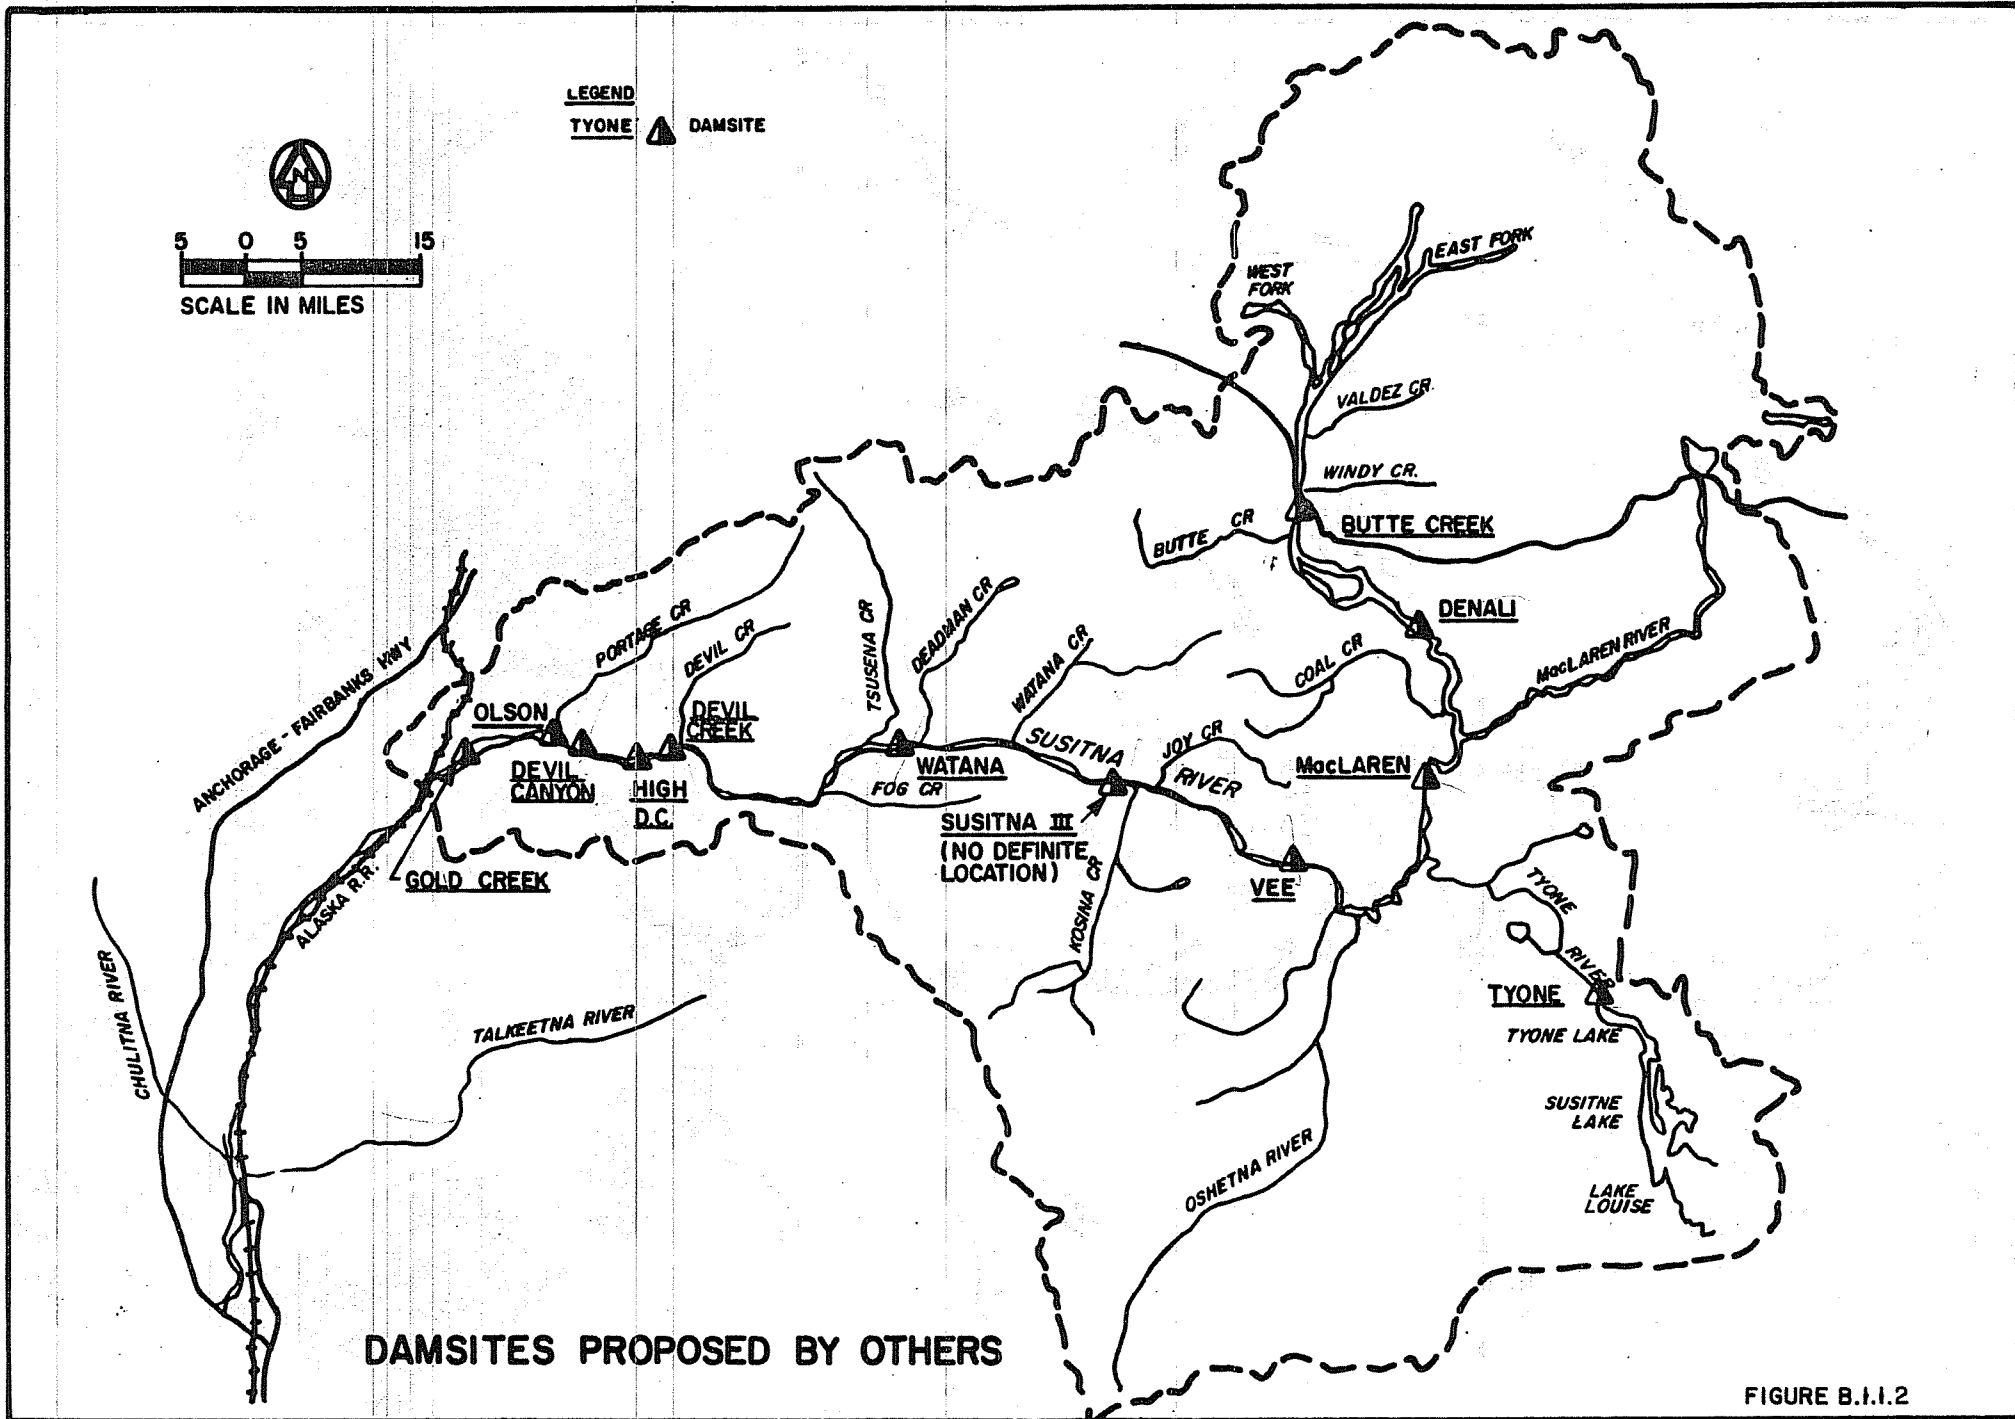 LEGEND
TYONE DAMSITE
N
5 0 5 15
SCALE IN MILES
EAST FORK
WEST
FORK
VALDEZ CR.
WINDY CR.
BUTTE CREEK
BUTTE CR
DENALI
MacLAREN RIVER
COAL CR
PORTAGE CR
DEVIL CR
TSUSENA CR
DEADMAN CR
WATANA CR
ANCHORAGE - FAIRBANKS HWY
OLSON
DEVIL
CREEK
DEVIL
CANYON
HIGH
D.C.
WATANA
FOG CR
SUSITNA
RIVER
JOY CR
MacLAREN
SUSITNA III
(NO DEFINITE
LOCATION)
VEE
KOSINA CR
GOLD CREEK
ALASKA R.R.
CHULITNA RIVER
TALKEETNA RIVER
TYONE
RIVER
TYONE
TYONE LAKE
SUSITNE
LAKE
LAKE
LOUISE
OSHETNA RIVER
DAMSITES PROPOSED BY OTHERS
FIGURE B.1.1.2